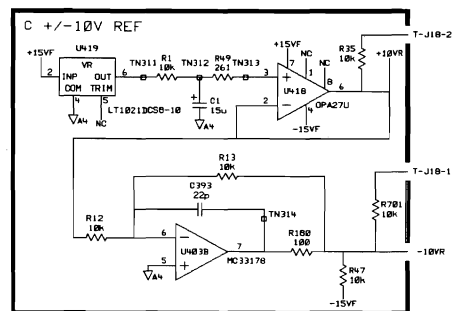 C +/-10V REF
T-J18-2
+15VF
U419
VR
INP OUT
COM TRIM
2
6
4
5
NC
A4
LT1021DCS8-10
TN311
R1
10k
TN312
R49
261
TN313
C1
15u
A4
+15VF
7
NC
1
NC
8
3
2
U418
6
OPA27U
4
-15VF
R35
10k
+10VR
R13
10k
T-J18-1
C393
22p
TN314
R701
10k
R12
10k
6
5
U403B
7
MC33178
A4
R180
100
-10VR
R47
10k
-15VF